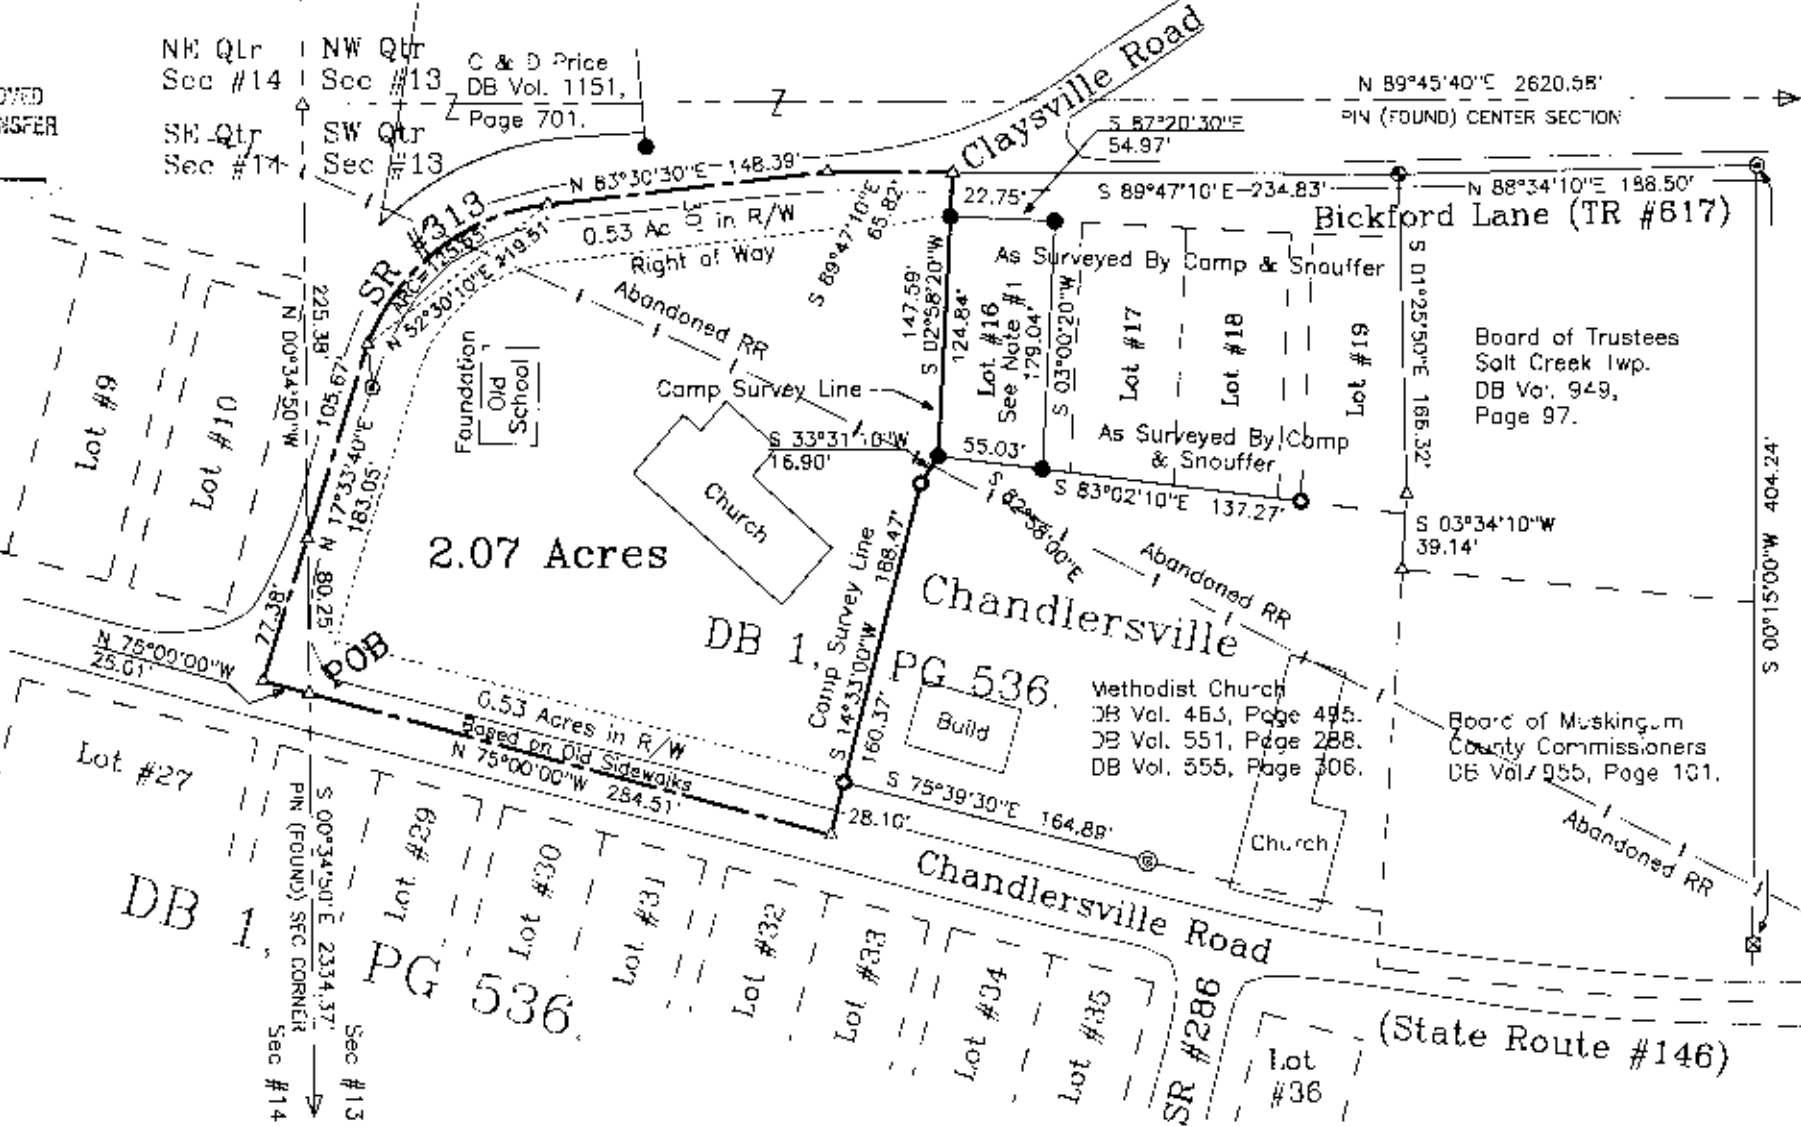 NE Qtr
Sec #14
NW Qtr
Sec #13
SE Qtr
Sec #14
SW Qtr
Sec #13
C & D Price
DB Vol. 1151,
Page 701.
Claysville Road
N 89°45'40"E 2620.58'
PIN (FOUND) CENTER SECTION
S 87°20'30"E
54.97'
N 83°30'30"E 148.39'
22.75'
S 89°47'10"E 234.83'
N 88°34'10"E 188.50'
Bickford Lane (TR #617)
SR #313
N 52°30'10"E 119.51'
0.53 Ac in R/W
Right of Way
S 89°47'10"E
65.82'
As Surveyed By Camp & Snouffer
Abandoned RR
147.59'
S 02°58'20"W
124.84'
Lot #16
See Note #1
129.04'
S 03°00'20"W
Lot #17
Lot #18
Lot #19
S 01°25'50"E 166.32'
Board of Trustees
Salt Creek Twp.
DB Vol. 949,
Page 97.
225.38'
N 00°34'50"W
105.67'
N 17°33'40"E
183.05'
Foundation
Old
School
Camp Survey Line
S 33°31'10"W
16.90'
Church
55.03'
As Surveyed By Camp
& Snouffer
S 83°02'10"E 137.27'
S 82°58'00"E
S 03°34'10"W
39.14'
S 00°15'00"W 404.24'
Lot #9
Lot #10
2.07 Acres
Camp Survey Line
188.47'
S 14°33'00"W
160.37'
Abandoned RR
Chandlersville
DB 1, PG 536.
77.38'
N 80.25'
POB
N 75°00'00"W
25.01'
0.53 Acres in R/W
Based on Old Sidewalks
N 75°00'00"W 284.51'
Build
Methodist Church
DB Vol. 463, Page 495.
DB Vol. 551, Page 288.
DB Vol. 555, Page 306.
Board of Muskingum
County Commissioners
DB Vol. 955, Page 101.
S 75°39'30"E 164.89'
28.10'
Church
Abandoned RR
Chandlersville Road
(State Route #146)
SR #286
Lot #27
Lot #29
Lot #30
Lot #31
Lot #32
Lot #33
Lot #34
Lot #35
Lot
#36
DB 1, PG 536.
S 00°34'50"E 2334.37'
PIN (FOUND) SEC CORNER
Sec #13
Sec #14